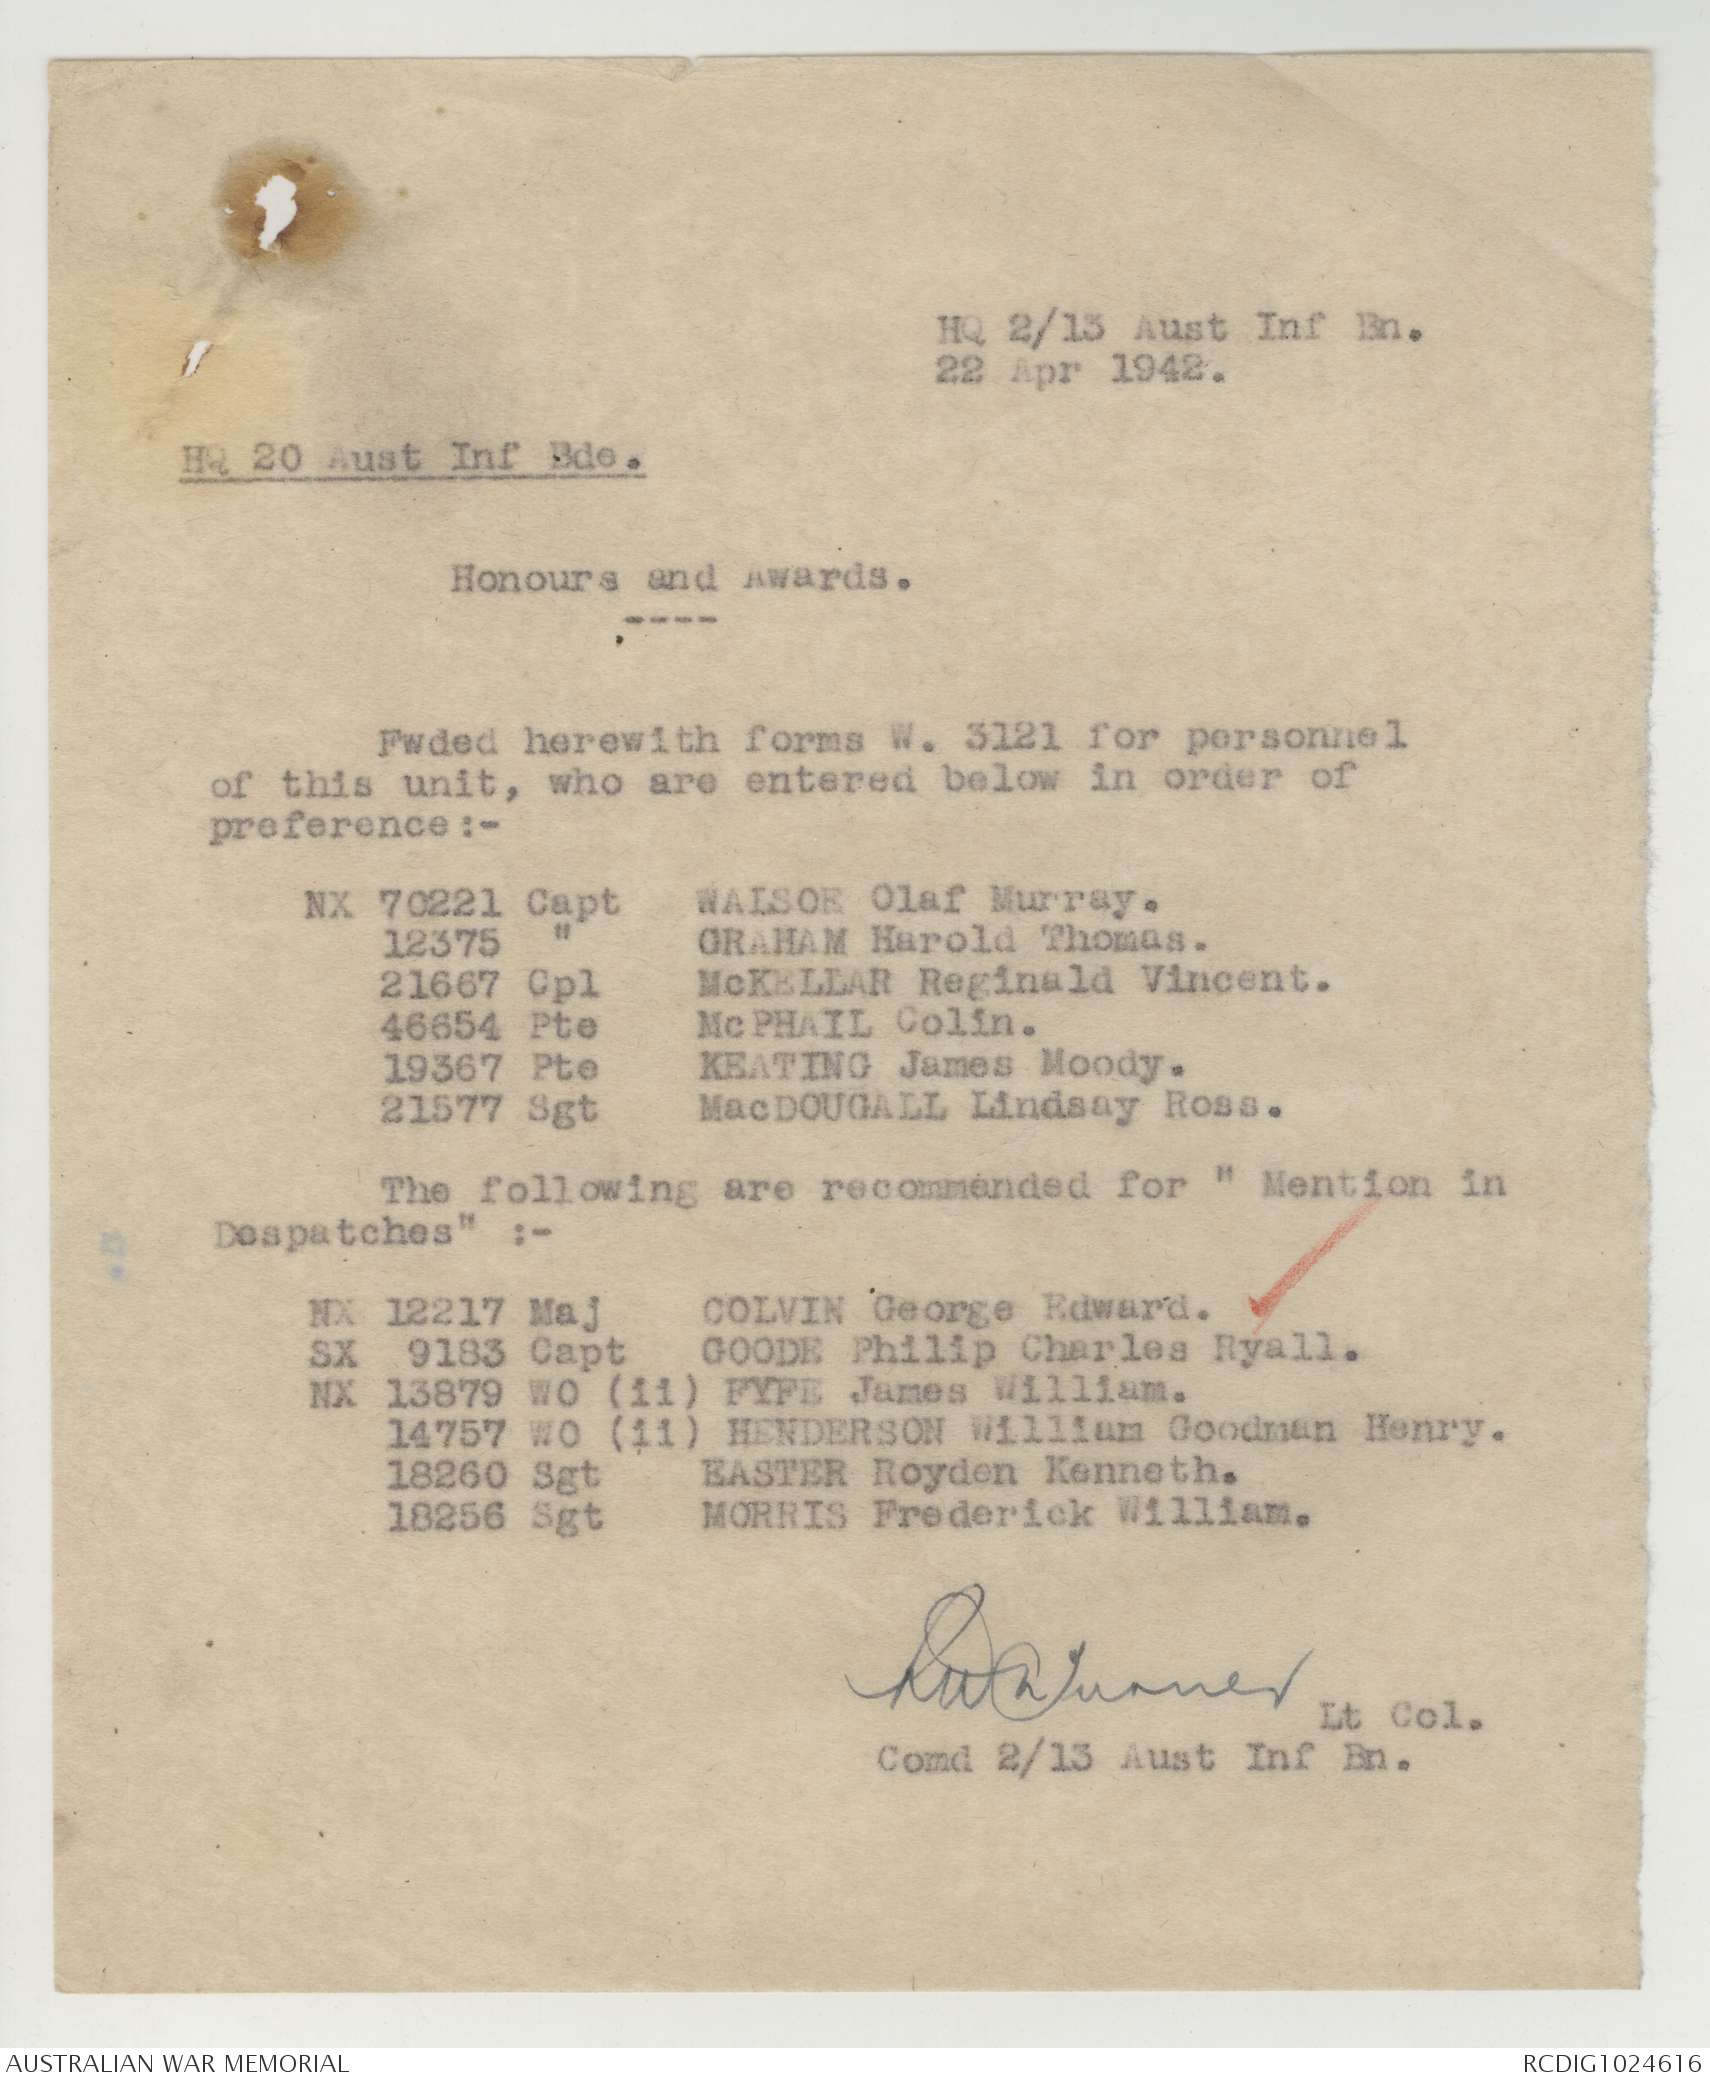 HQ 2/13 Aust Inf Bn.
22 Apr 1942.
HQ 20 Aust Inf Bde.
Honours and Awards.
----
Fwded herewith forms W. 3121 for personnel
of this unit, who are entered below in order of
preference:-
NX 70221 Capt WALSOE Olaf Murray.
12375 " GRAHAM Harold Thomas.
21667 Cpl McKELLAR Reginald Vincent.
46654 Pte McPHAIL Colin.
19367 Pte KEATING James Moody.
21577 Sgt MacDOUGALL Lindsay Ross.
The following are recommended for " Mention in
Despatches" :-
NX 12217 Maj COLVIN George Edward.
SX 9183 Capt GOODE Philip Charles Ryall.
NX 13879 WO (ii) FYFE James William.
14757 WO (ii) HENDERSON William Goodman Henry.
18260 Sgt EASTER Royden Kenneth.
18256 Sgt MORRIS Frederick William.
Turner Lt Col.
Comd 2/13 Aust Inf Bn.
AUSTRALIAN WAR MEMORIAL
RCDIG1024616